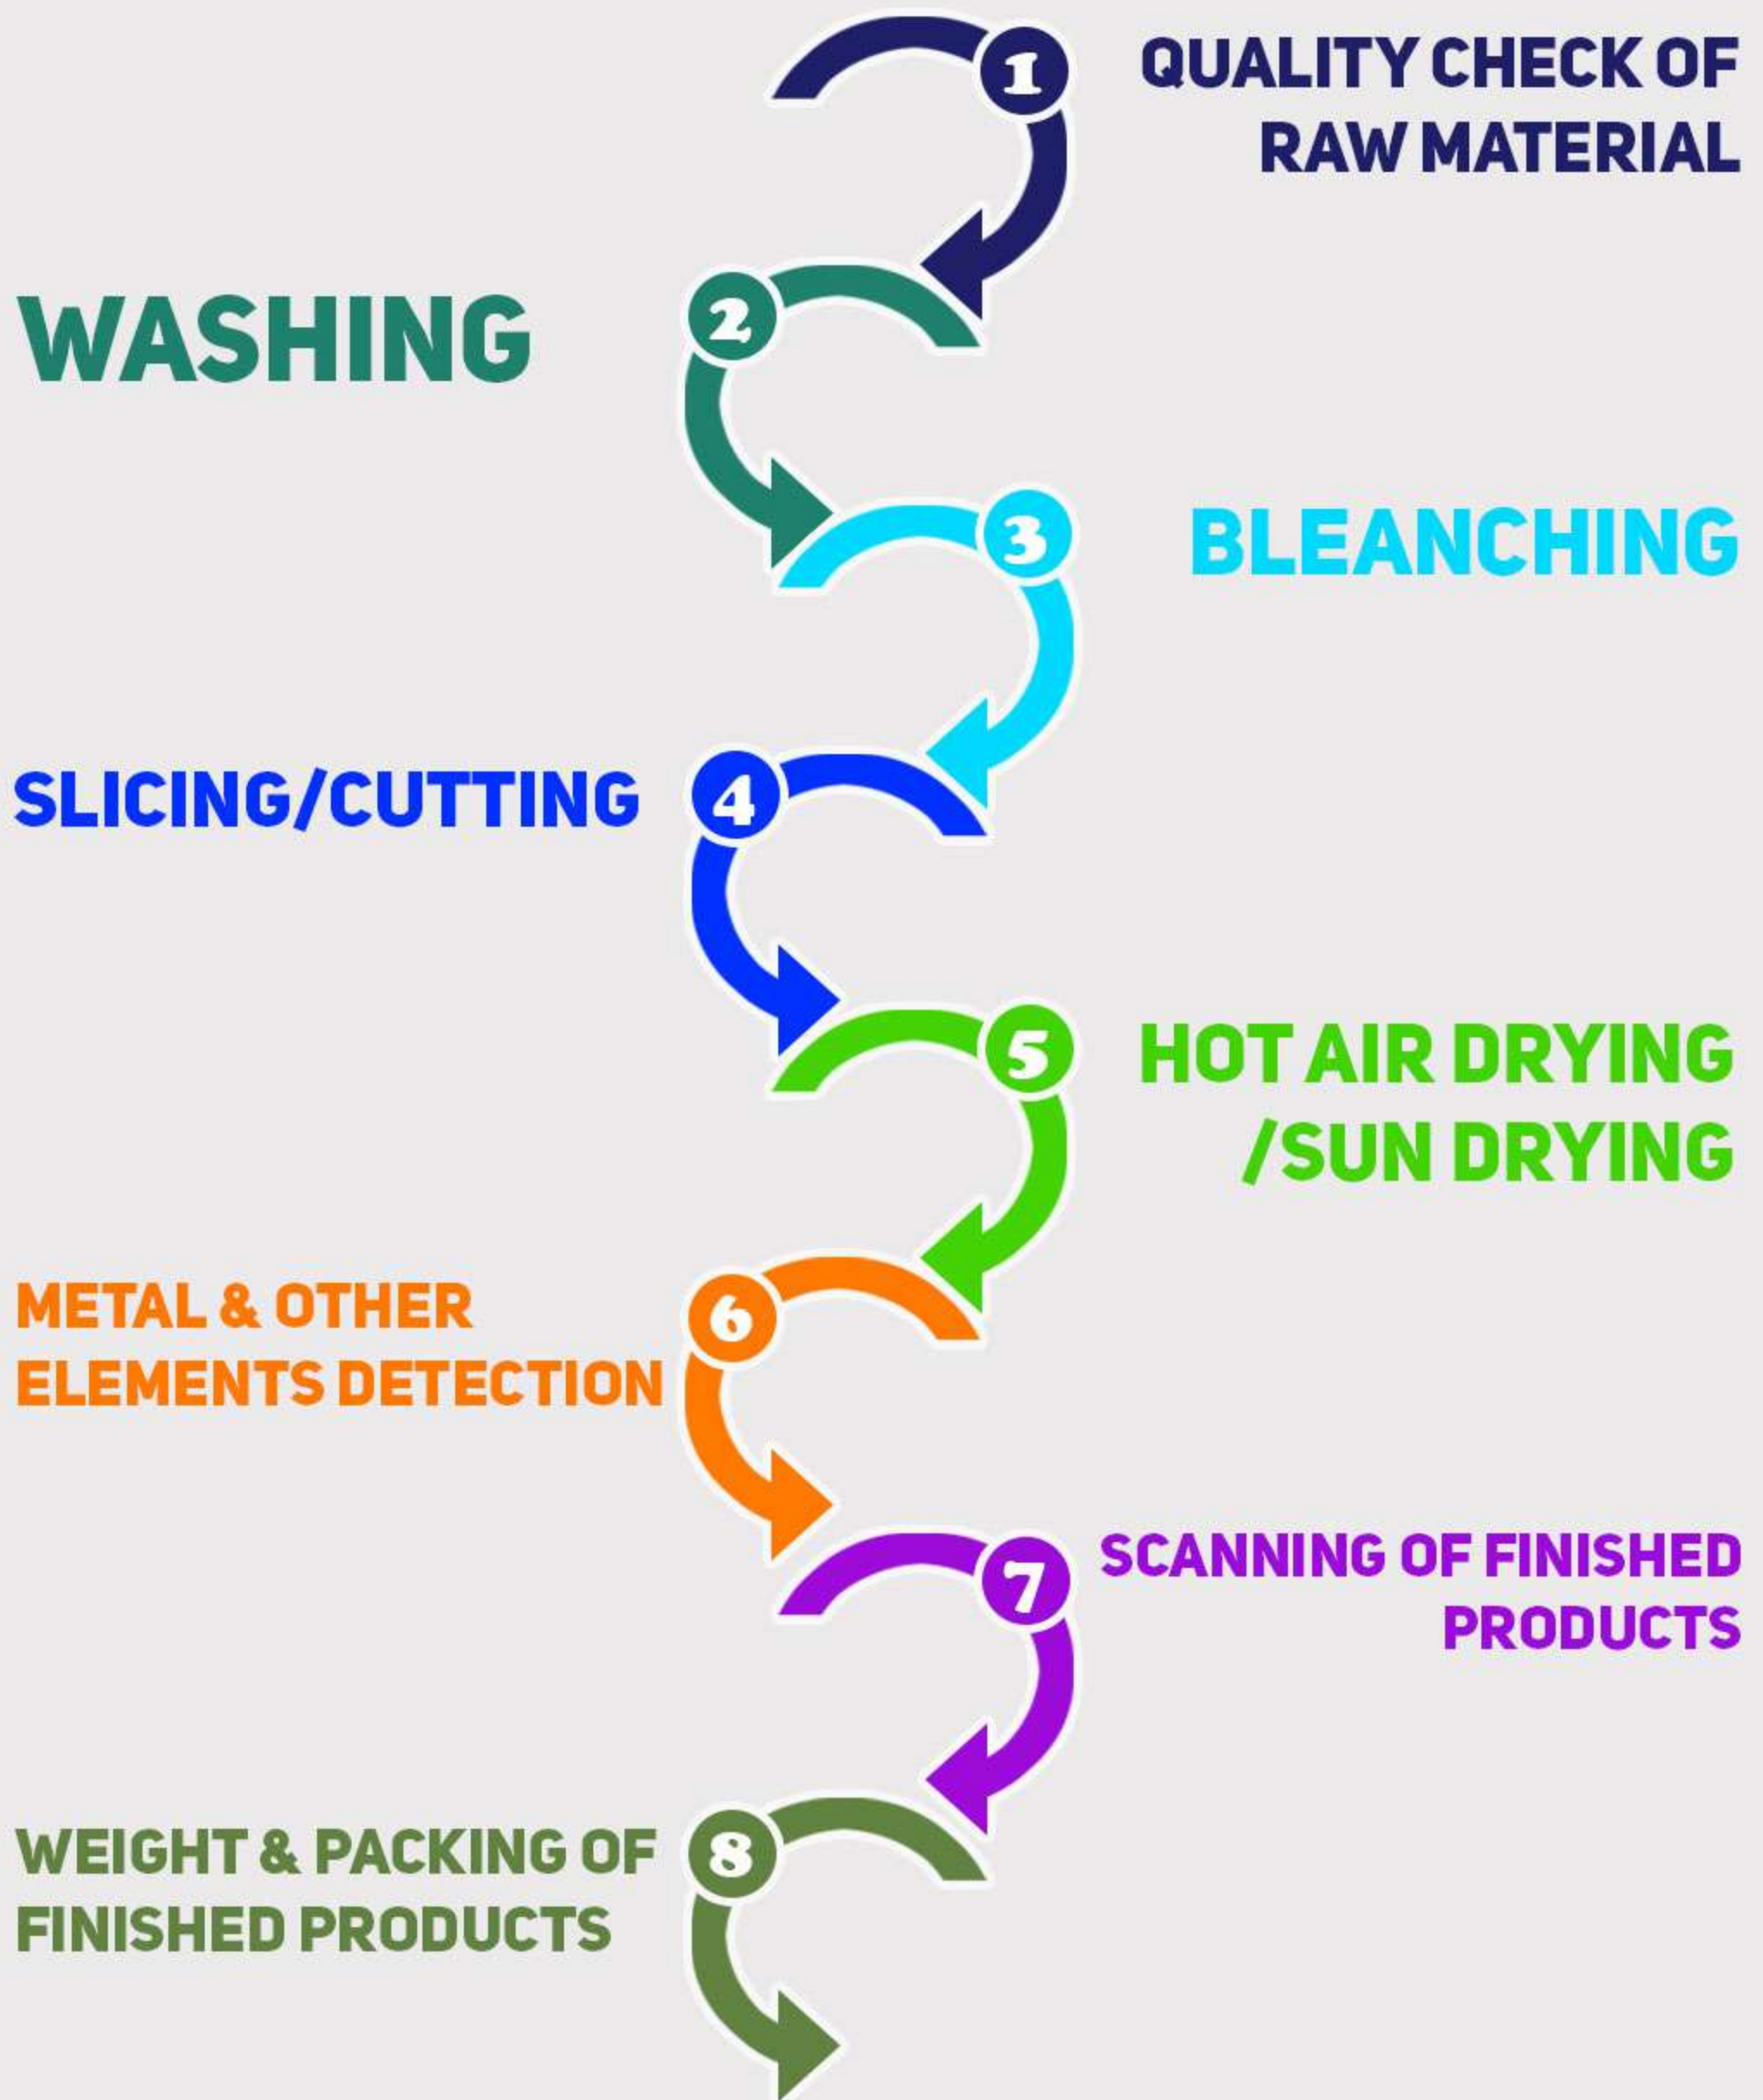 1
QUALITY CHECK OF
RAW MATERIAL
WASHING
2
3
BLEANCHING
SLICING/CUTTING
4
5
HOT AIR DRYING
/SUN DRYING
METAL & OTHER
ELEMENTS DETECTION
6
7
SCANNING OF FINISHED
PRODUCTS
WEIGHT & PACKING OF
FINISHED PRODUCTS
8